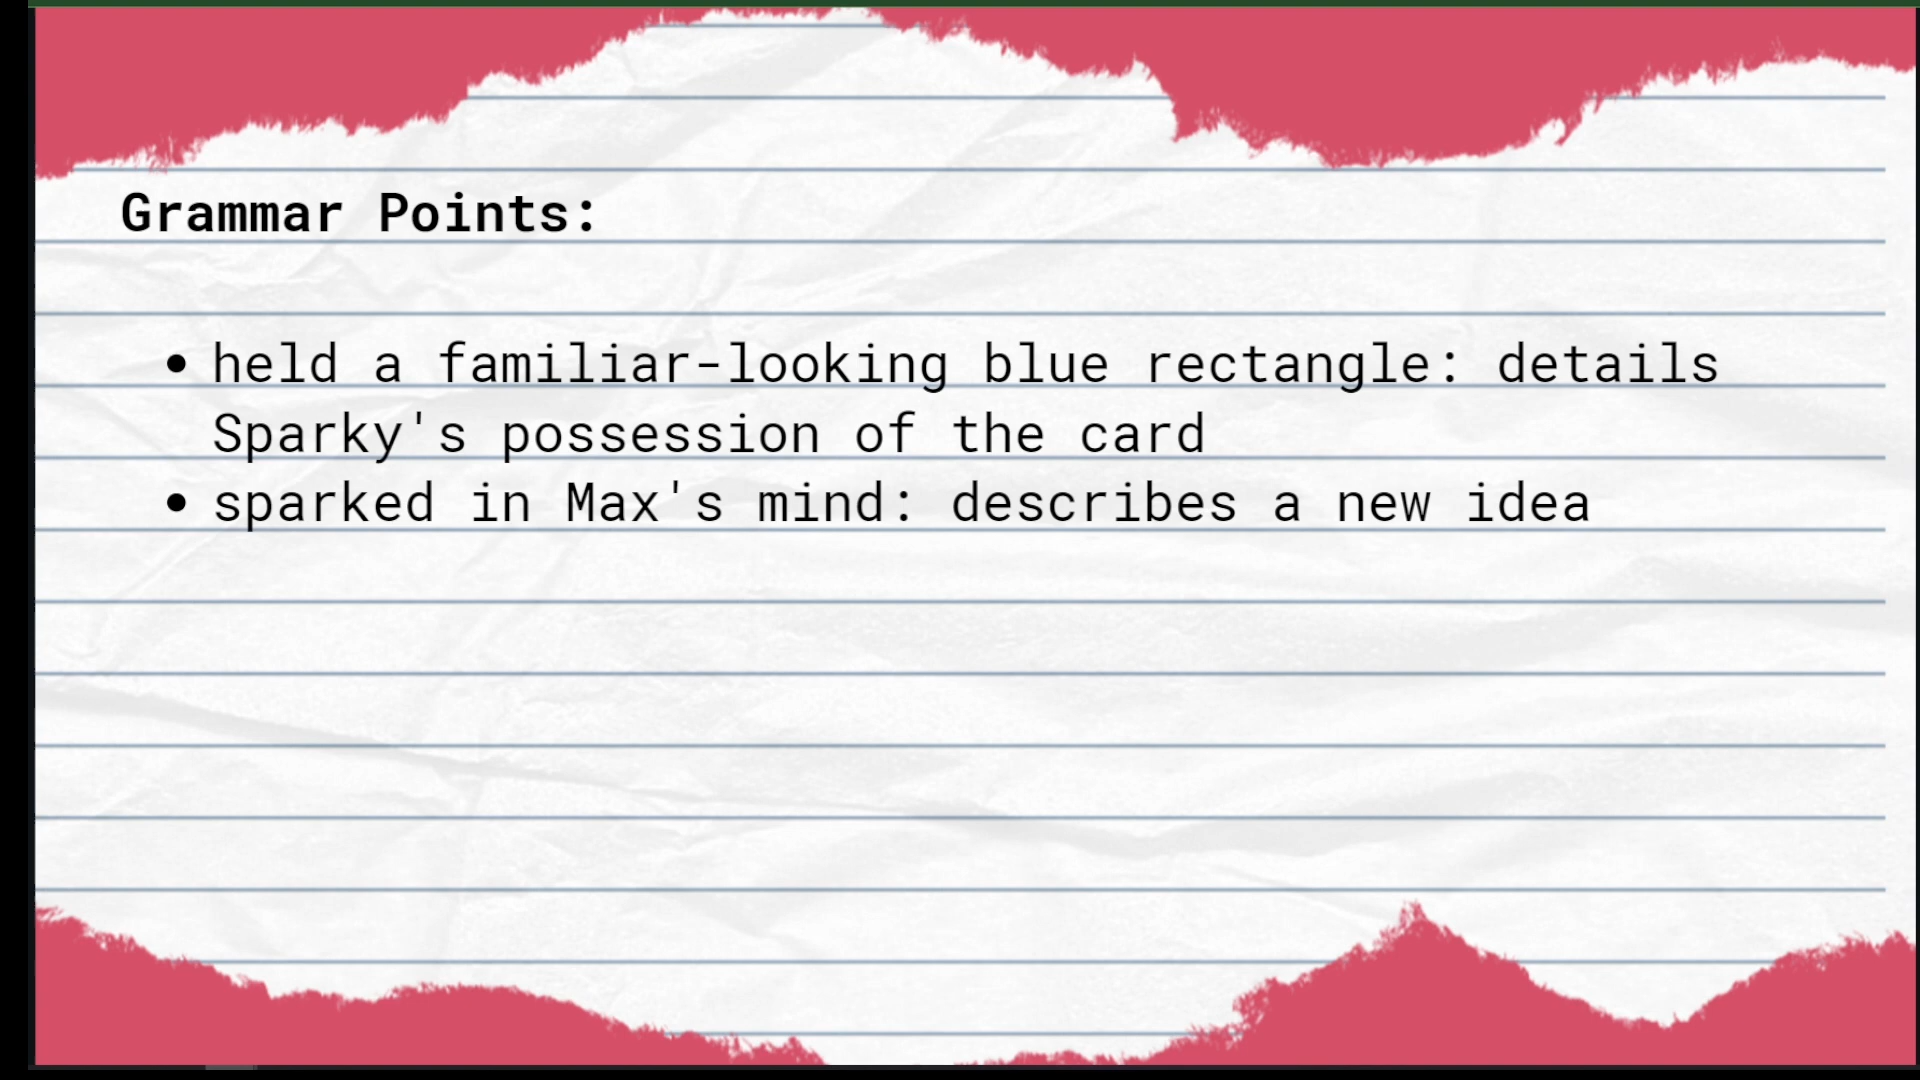 Grammar Points:
• held a familiar-looking blue rectangle: details
Sparky's possession of the card
• sparked in Max's mind: describes a new idea